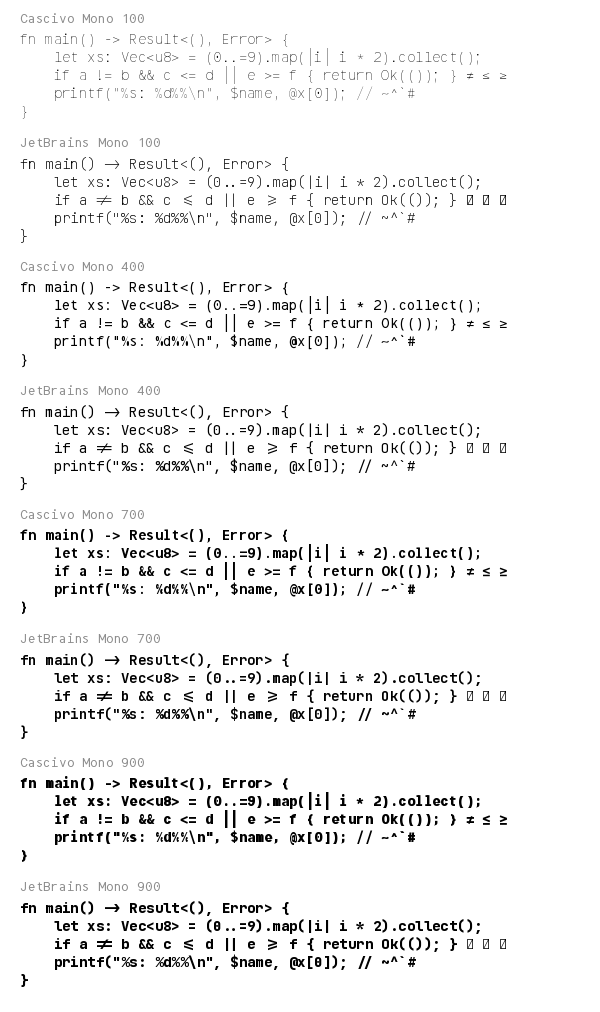 Cascivo Mono 100
fn main() -> Result<(), Error> {
    let xs: Vec<u8> = (0..=9).map(|i| i * 2).collect();
    if a != b && c <= d || e >= f { return Ok(()); } ≠ ≤ ≥
    printf("%s: %d%%\n", $name, @x[0]); // ~^`#
}
JetBrains Mono 100
fn main() -> Result<(), Error> {
    let xs: Vec<u8> = (0..=9).map(|i| i * 2).collect();
    if a != b && c <= d || e >= f { return Ok(()); } ▯ ▯ ▯
    printf("%s: %d%%\n", $name, @x[0]); // ~^`#
}
Cascivo Mono 400
fn main() -> Result<(), Error> {
    let xs: Vec<u8> = (0..=9).map(|i| i * 2).collect();
    if a != b && c <= d || e >= f { return Ok(()); } ≠ ≤ ≥
    printf("%s: %d%%\n", $name, @x[0]); // ~^`#
}
JetBrains Mono 400
fn main() -> Result<(), Error> {
    let xs: Vec<u8> = (0..=9).map(|i| i * 2).collect();
    if a != b && c <= d || e >= f { return Ok(()); } ▯ ▯ ▯
    printf("%s: %d%%\n", $name, @x[0]); // ~^`#
}
Cascivo Mono 700
fn main() -> Result<(), Error> {
    let xs: Vec<u8> = (0..=9).map(|i| i * 2).collect();
    if a != b && c <= d || e >= f { return Ok(()); } ≠ ≤ ≥
    printf("%s: %d%%\n", $name, @x[0]); // ~^`#
}
JetBrains Mono 700
fn main() -> Result<(), Error> {
    let xs: Vec<u8> = (0..=9).map(|i| i * 2).collect();
    if a != b && c <= d || e >= f { return Ok(()); } ▯ ▯ ▯
    printf("%s: %d%%\n", $name, @x[0]); // ~^`#
}
Cascivo Mono 900
fn main() -> Result<(), Error> {
    let xs: Vec<u8> = (0..=9).map(|i| i * 2).collect();
    if a != b && c <= d || e >= f { return Ok(()); } ≠ ≤ ≥
    printf("%s: %d%%\n", $name, @x[0]); // ~^`#
}
JetBrains Mono 900
fn main() -> Result<(), Error> {
    let xs: Vec<u8> = (0..=9).map(|i| i * 2).collect();
    if a != b && c <= d || e >= f { return Ok(()); } ▯ ▯ ▯
    printf("%s: %d%%\n", $name, @x[0]); // ~^`#
}